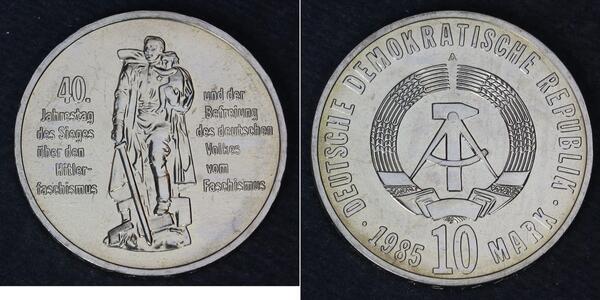 40.
Jahrestag
des Sieges
über den
Hitler-
faschismus
und der
Befreiung
des deutschen
Volkes
vom
Faschismus
A
DEUTSCHE DEMOKRATISCHE REPUBLIK
1985 10 MARK